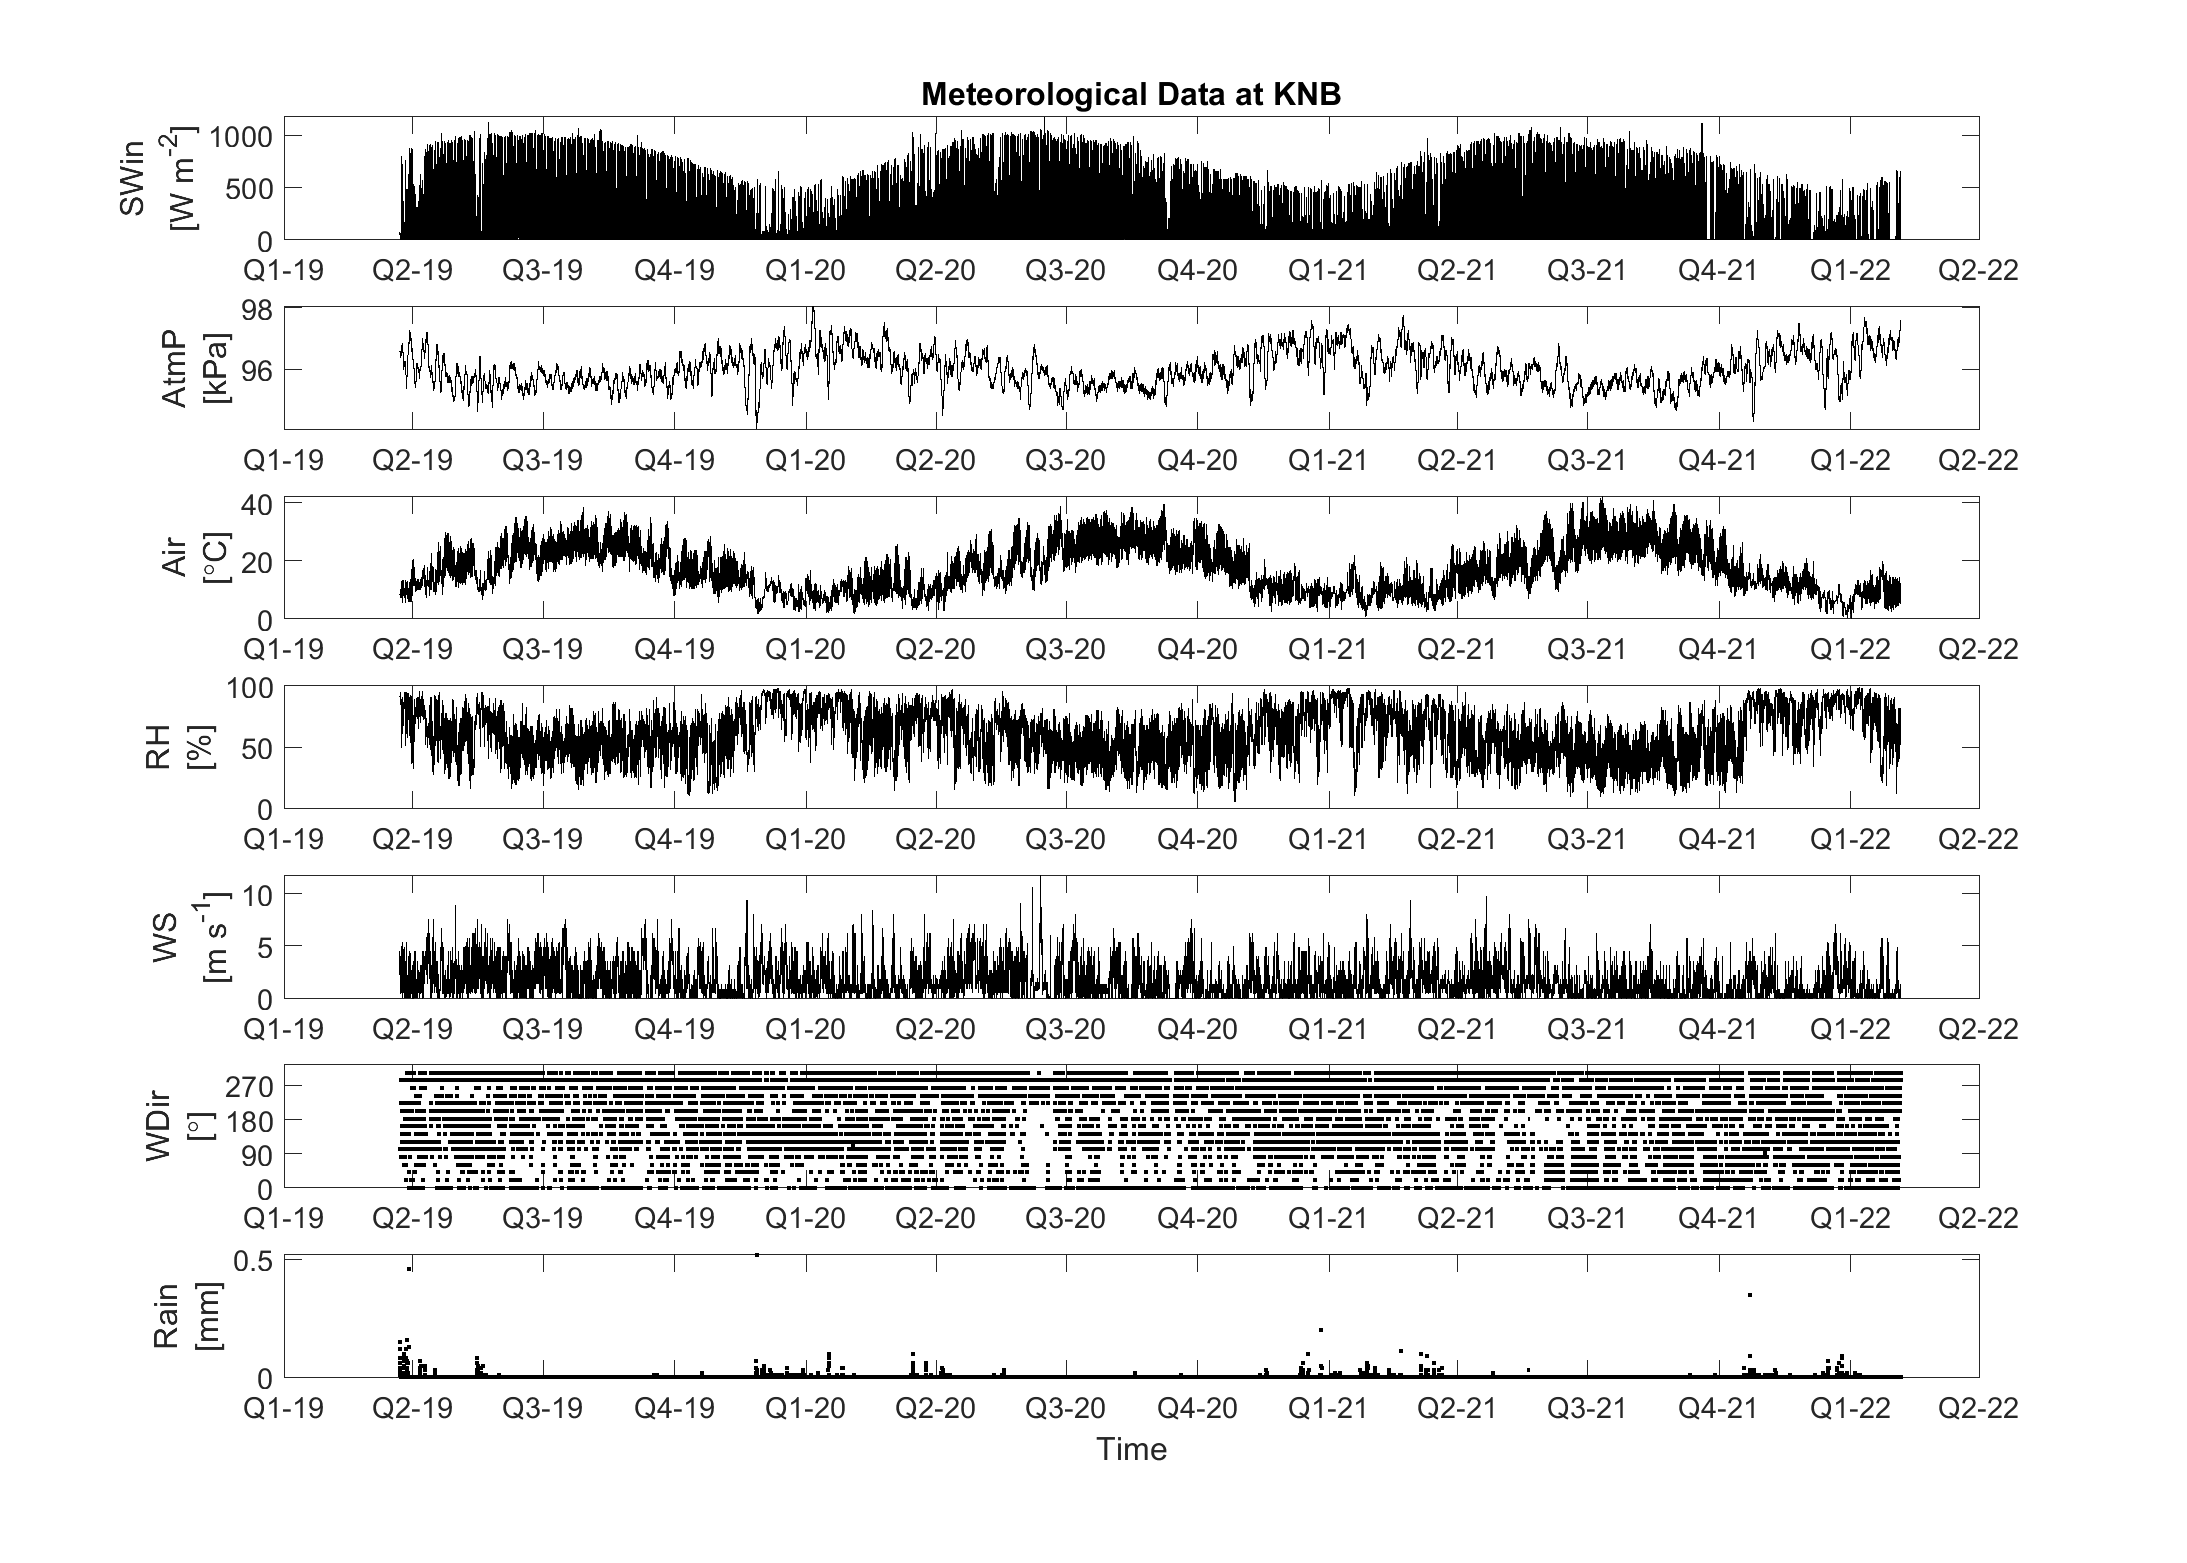 Meteorological Data at KNB
SWin
[W m-2]
1000
500
0
Q1-19 Q2-19 Q3-19 Q4-19 Q1-20 Q2-20 Q3-20 Q4-20 Q1-21 Q2-21 Q3-21 Q4-21 Q1-22 Q2-22
AtmP
[kPa]
98
96
Q1-19 Q2-19 Q3-19 Q4-19 Q1-20 Q2-20 Q3-20 Q4-20 Q1-21 Q2-21 Q3-21 Q4-21 Q1-22 Q2-22
Air
[°C]
40
20
0
Q1-19 Q2-19 Q3-19 Q4-19 Q1-20 Q2-20 Q3-20 Q4-20 Q1-21 Q2-21 Q3-21 Q4-21 Q1-22 Q2-22
RH
[%]
100
50
0
Q1-19 Q2-19 Q3-19 Q4-19 Q1-20 Q2-20 Q3-20 Q4-20 Q1-21 Q2-21 Q3-21 Q4-21 Q1-22 Q2-22
WS
[m s-1]
10
5
0
Q1-19 Q2-19 Q3-19 Q4-19 Q1-20 Q2-20 Q3-20 Q4-20 Q1-21 Q2-21 Q3-21 Q4-21 Q1-22 Q2-22
WDir
[°]
270
180
90
0
Q1-19 Q2-19 Q3-19 Q4-19 Q1-20 Q2-20 Q3-20 Q4-20 Q1-21 Q2-21 Q3-21 Q4-21 Q1-22 Q2-22
Rain
[mm]
0.5
0
Q1-19 Q2-19 Q3-19 Q4-19 Q1-20 Q2-20 Q3-20 Q4-20 Q1-21 Q2-21 Q3-21 Q4-21 Q1-22 Q2-22
Time